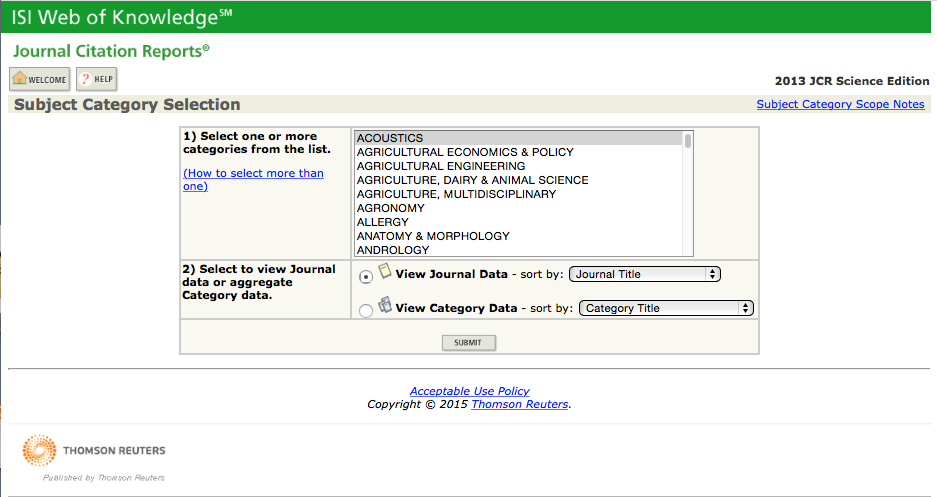 ISI Web of Knowledge℠
Journal Citation Reports®
WELCOME ? HELP
2013 JCR Science Edition
Subject Category Selection
Subject Category Scope Notes
1) Select one or more
categories from the list.
(How to select more than
one)
ACOUSTICS
AGRICULTURAL ECONOMICS & POLICY
AGRICULTURAL ENGINEERING
AGRICULTURE, DAIRY & ANIMAL SCIENCE
AGRICULTURE, MULTIDISCIPLINARY
AGRONOMY
ALLERGY
ANATOMY & MORPHOLOGY
ANDROLOGY
2) Select to view Journal
data or aggregate
Category data.
View Journal Data - sort by: Journal Title
View Category Data - sort by: Category Title
SUBMIT
Acceptable Use Policy
Copyright © 2015 Thomson Reuters.
THOMSON REUTERS
Published by Thomson Reuters